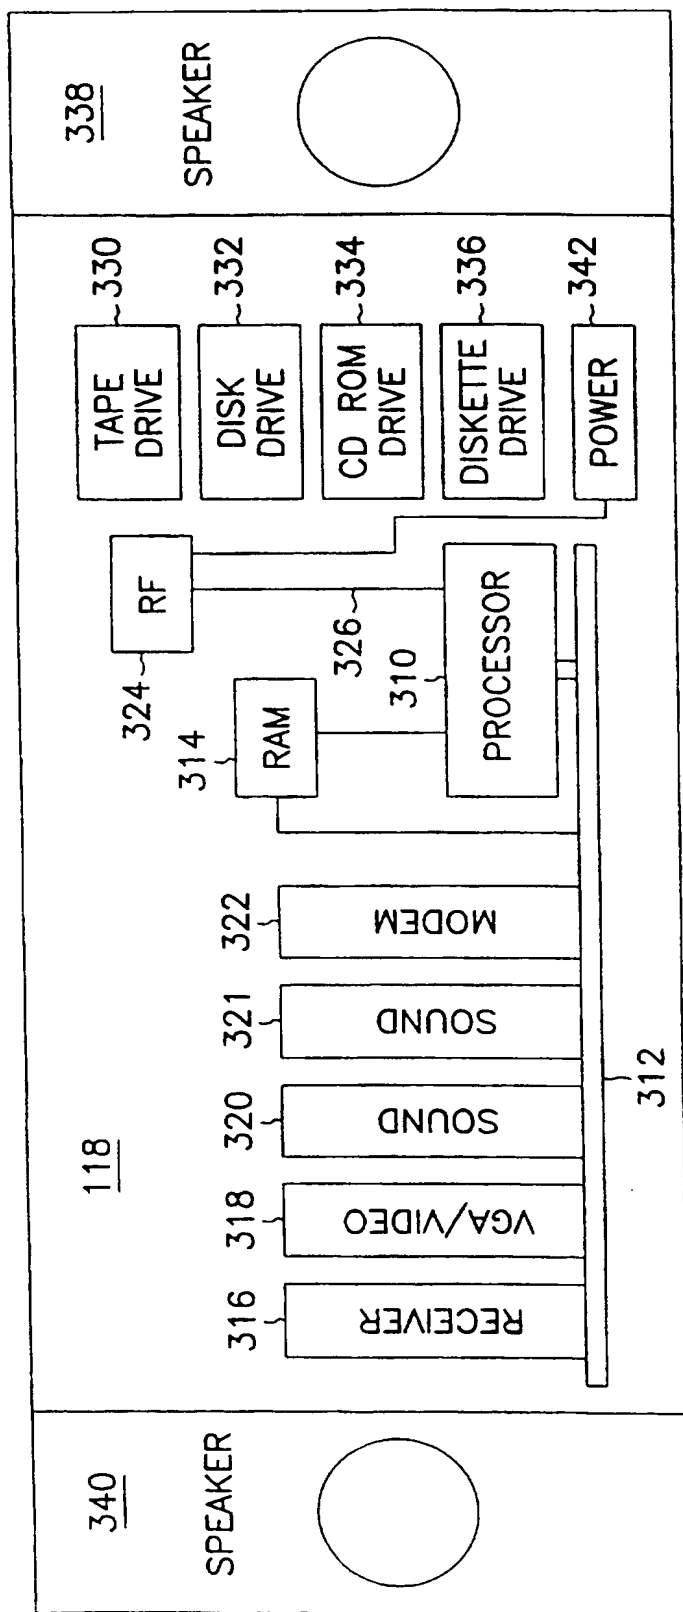 340
SPEAKER
118
316
RECEIVER
318
VGA/VIDEO
320
SOUND
321
SOUND
322
MODEM
312
314
RAM
324
RF
326
310
PROCESSOR
TAPE
DRIVE
330
DISK
DRIVE
332
CD ROM
DRIVE
334
DISKETTE
DRIVE
336
POWER
342
338
SPEAKER